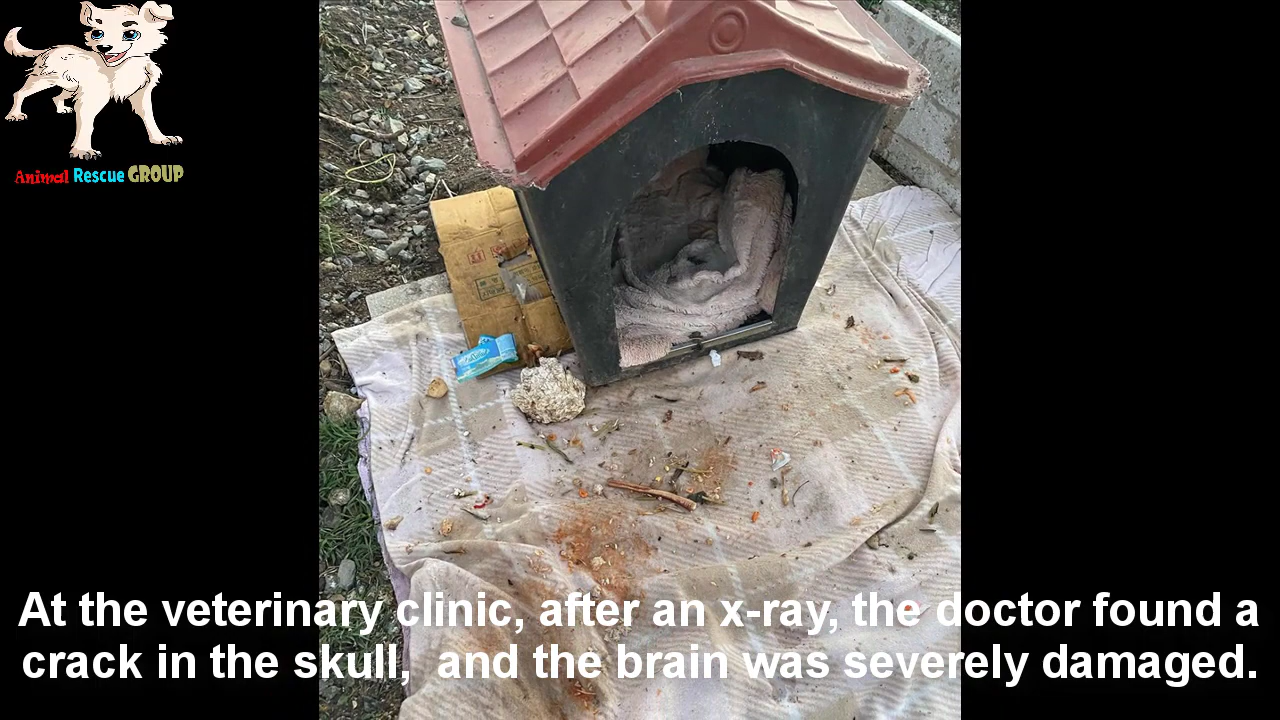 Animal Rescue GROUP
At the veterinary clinic, after an x-ray, the doctor found a
crack in the skull,  and the brain was severely damaged.